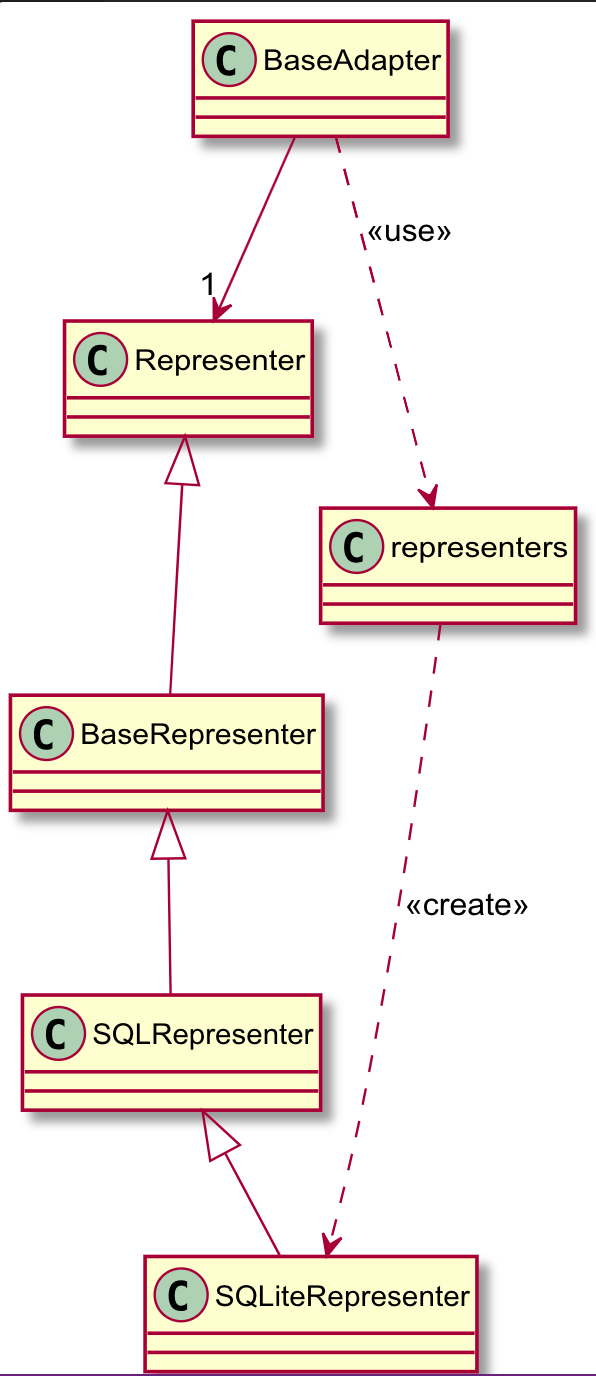 C BaseAdapter
«use»
1
C Representer
C representers
C BaseRepresenter
«create»
C SQLRepresenter
C SQLiteRepresenter